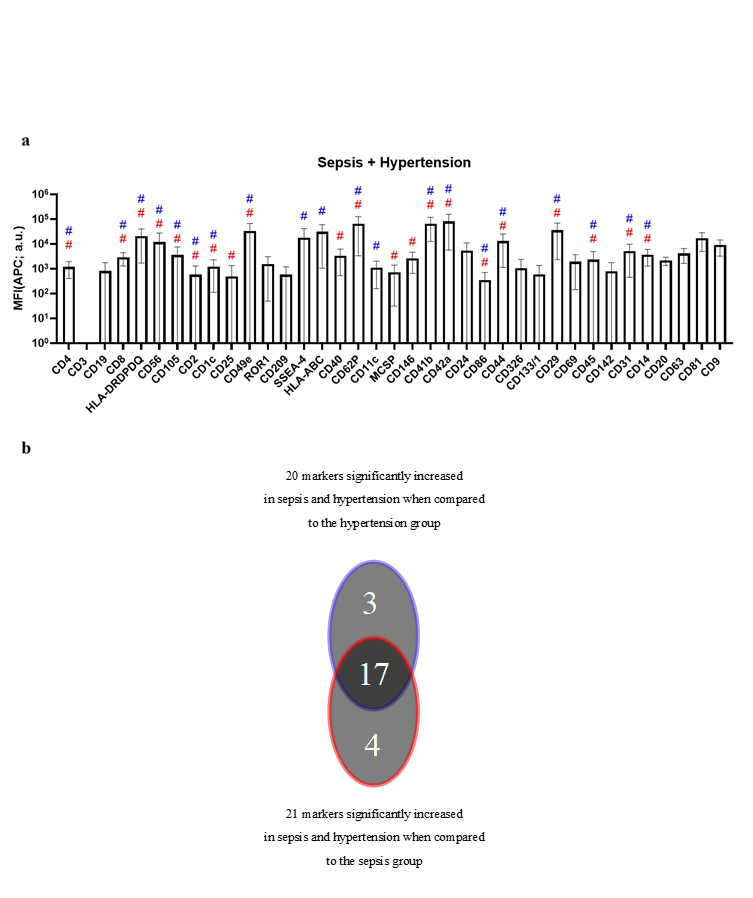 a
Sepsis + Hypertension
MFI(APC; a.u.)
10⁶
10⁵
10⁴
10³
10²
10¹
10⁰
# # # # # # # # # # # # # # # # # # # #
# # # # # # # # # # # # # # # # # # # # #
CD4
CD3
CD19
CD8
HLA-DRDPDQ
CD56
CD105
CD2
CD1c
CD25
CD49e
ROR1
CD209
SSEA-4
HLA-ABC
CD40
CD62P
CD11c
MCSP
CD146
CD41b
CD42a
CD24
CD86
CD44
CD326
CD133/1
CD29
CD69
CD45
CD142
CD31
CD14
CD20
CD63
CD81
CD9
b
20 markers significantly increased
in sepsis and hypertension when compared
to the hypertension group
3
17
4
21 markers significantly increased
in sepsis and hypertension when compared
to the sepsis group